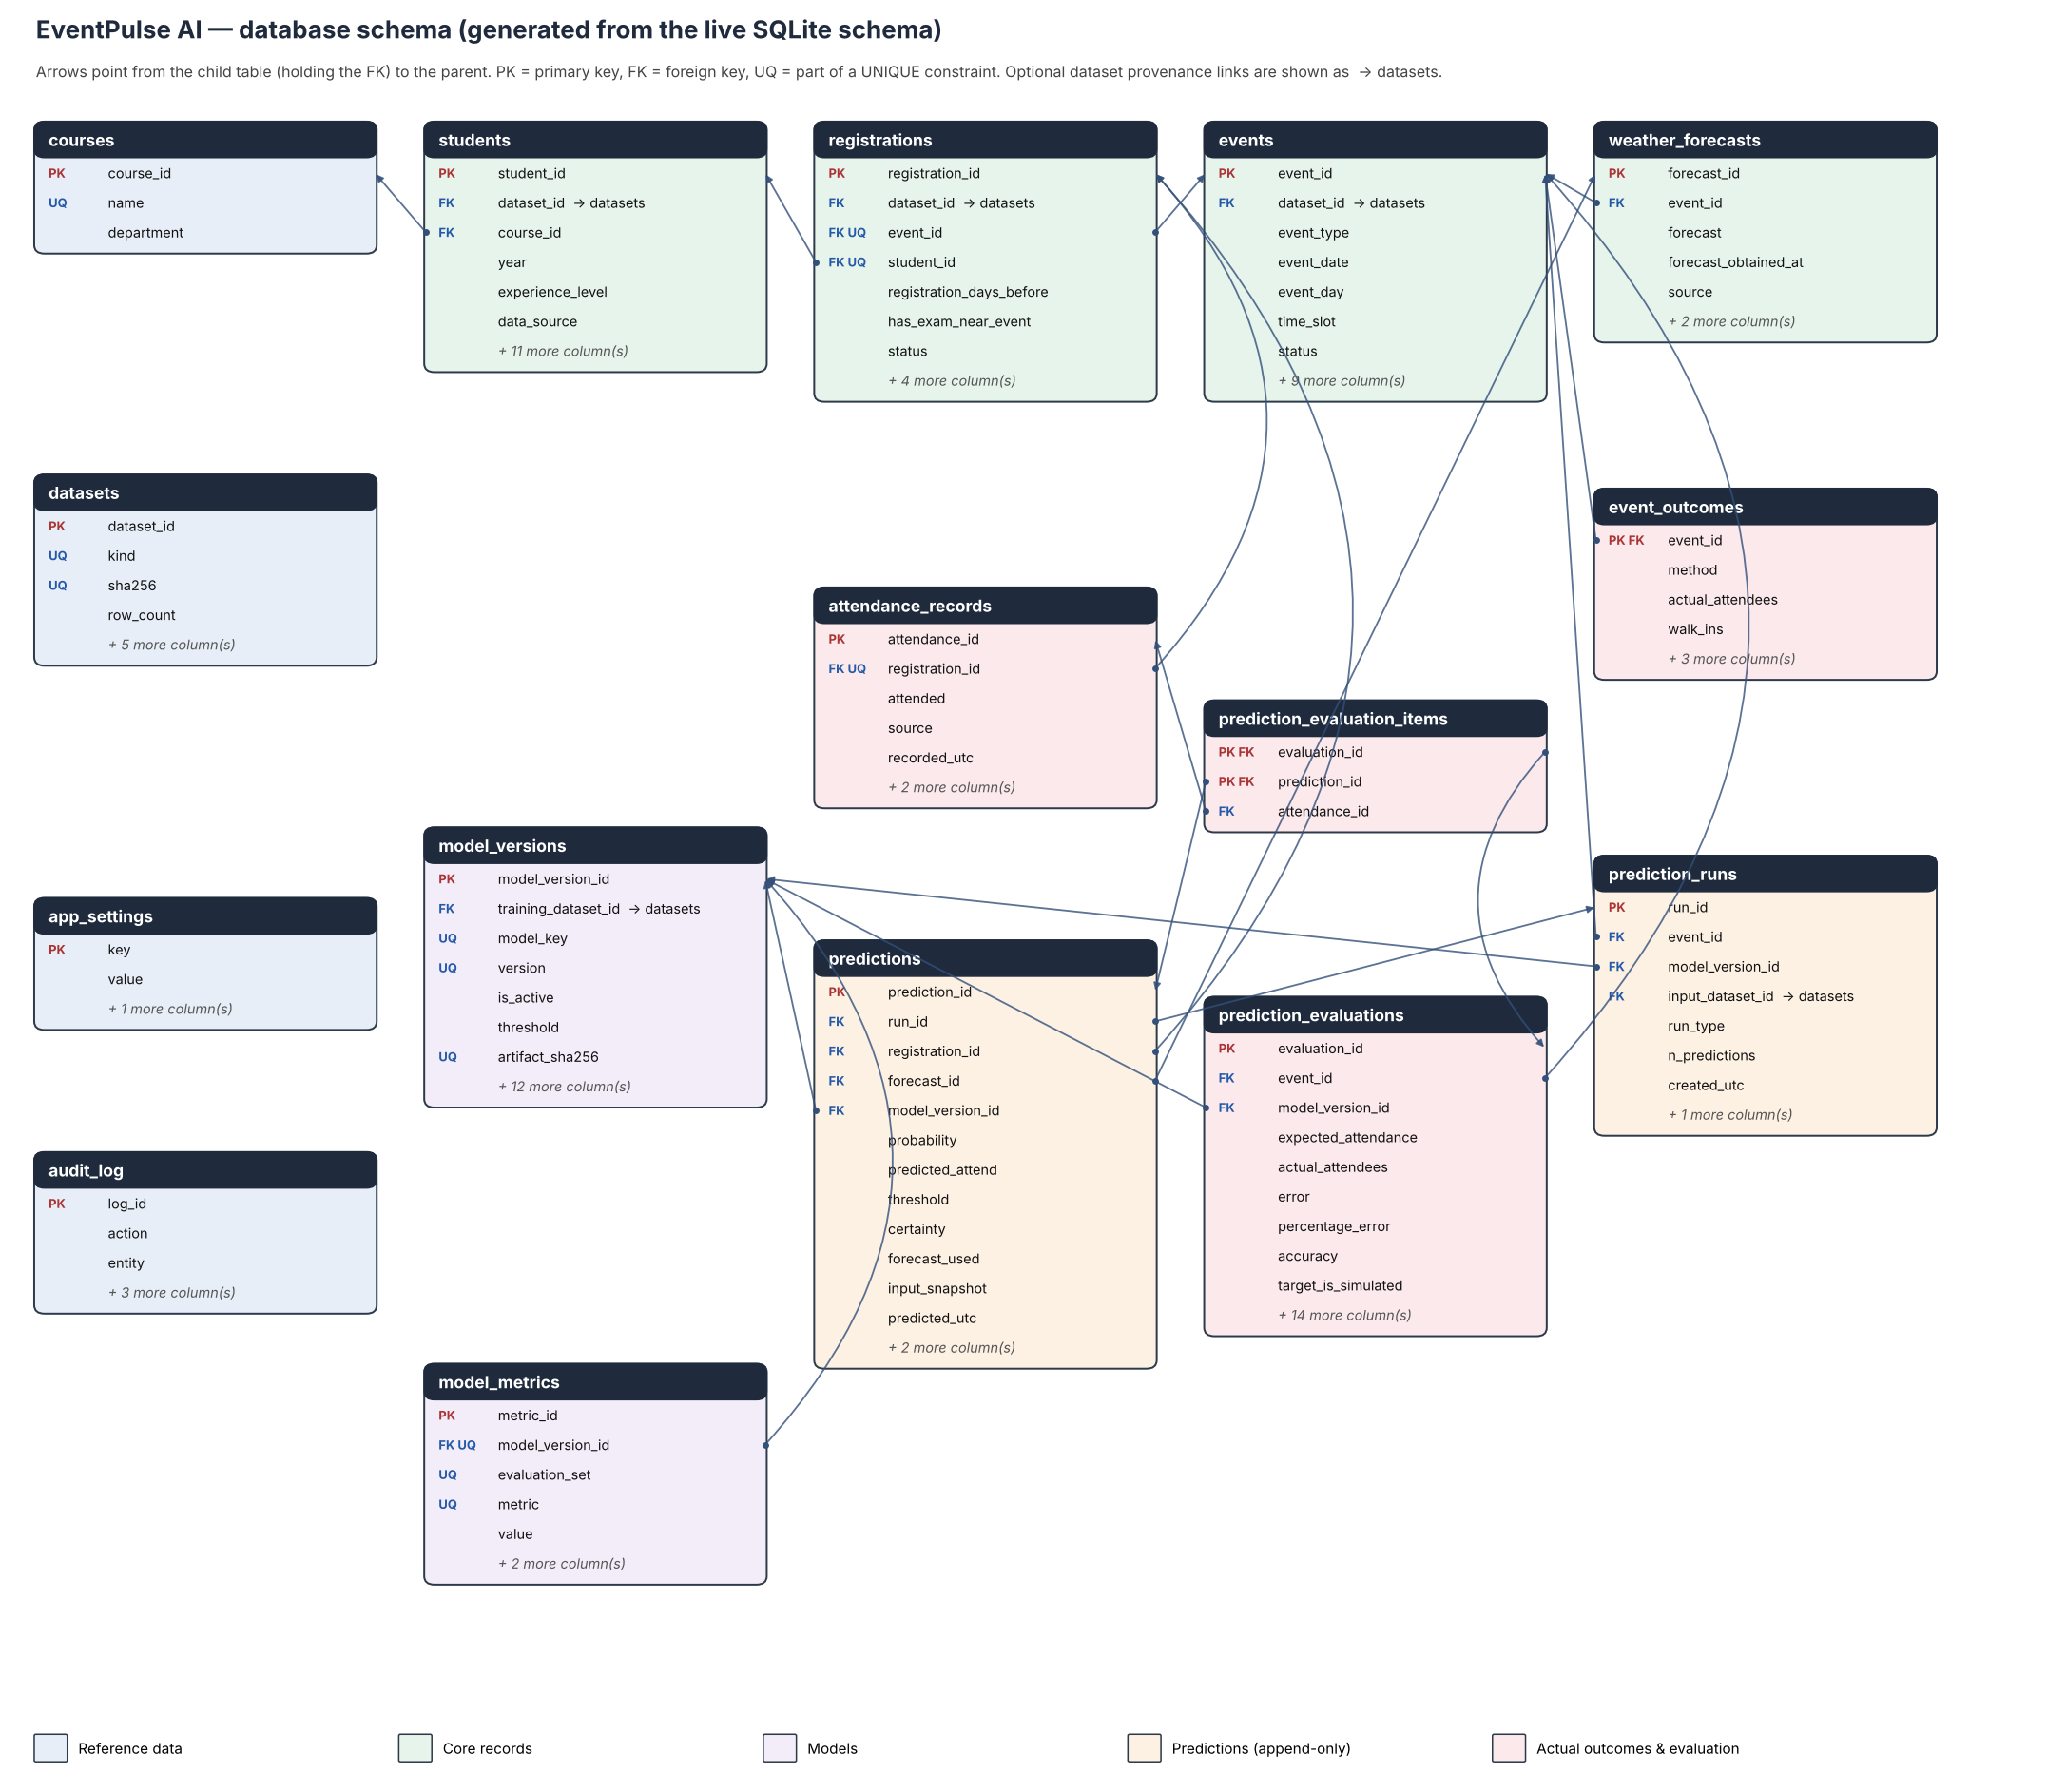 EventPulse AI — database schema (generated from the live SQLite schema)
Arrows point from the child table (holding the FK) to the parent. PK = primary key, FK = foreign key, UQ = part of a UNIQUE constraint. Optional dataset provenance links are shown as → datasets.
courses
PK course_id
UQ name
department
students
PK student_id
FK dataset_id → datasets
FK course_id
year
experience_level
data_source
+ 11 more column(s)
registrations
PK registration_id
FK dataset_id → datasets
FK UQ event_id
FK UQ student_id
registration_days_before
has_exam_near_event
status
+ 4 more column(s)
events
PK event_id
FK dataset_id → datasets
event_type
event_date
event_day
time_slot
status
+ 9 more column(s)
weather_forecasts
PK forecast_id
FK event_id
forecast
forecast_obtained_at
source
+ 2 more column(s)
datasets
PK dataset_id
UQ kind
UQ sha256
row_count
+ 5 more column(s)
event_outcomes
PK FK event_id
method
actual_attendees
walk_ins
+ 3 more column(s)
attendance_records
PK attendance_id
FK UQ registration_id
attended
source
recorded_utc
+ 2 more column(s)
prediction_evaluation_items
PK FK evaluation_id
PK FK prediction_id
FK attendance_id
model_versions
PK model_version_id
FK training_dataset_id → datasets
UQ model_key
UQ version
is_active
threshold
UQ artifact_sha256
+ 12 more column(s)
prediction_runs
PK run_id
FK event_id
FK model_version_id
FK input_dataset_id → datasets
run_type
n_predictions
created_utc
+ 1 more column(s)
app_settings
PK key
value
+ 1 more column(s)
predictions
PK prediction_id
FK run_id
FK registration_id
FK forecast_id
FK model_version_id
probability
predicted_attend
threshold
certainty
forecast_used
input_snapshot
predicted_utc
+ 2 more column(s)
prediction_evaluations
PK evaluation_id
FK event_id
FK model_version_id
expected_attendance
actual_attendees
error
percentage_error
accuracy
target_is_simulated
+ 14 more column(s)
audit_log
PK log_id
action
entity
+ 3 more column(s)
model_metrics
PK metric_id
FK UQ model_version_id
UQ evaluation_set
UQ metric
value
+ 2 more column(s)
Reference data
Core records
Models
Predictions (append-only)
Actual outcomes & evaluation